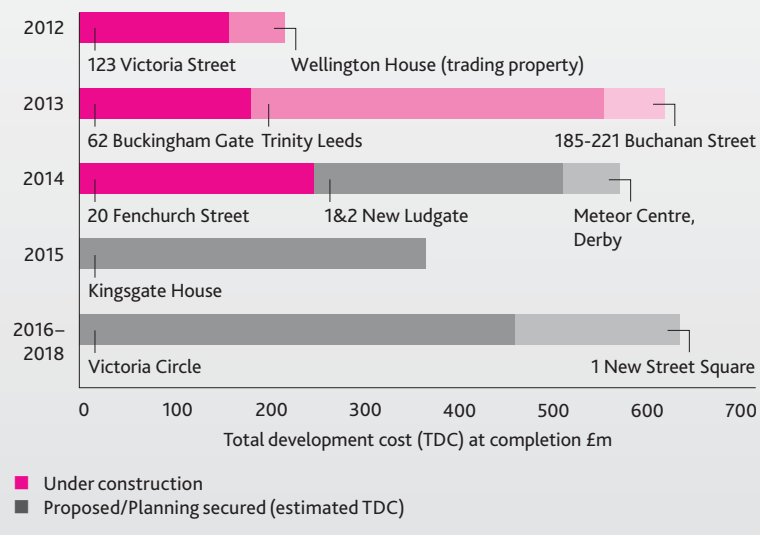 2012
123 Victoria Street Wellington House (trading property)
2013
62 Buckingham Gate Trinity Leeds 185-221 Buchanan Street
2014
20 Fenchurch Street 1&2 New Ludgate Meteor Centre,
Derby
2015
Kingsgate House
2016–
2018
Victoria Circle 1 New Street Square
0 100 200 300 400 500 600 700
Total development cost (TDC) at completion £m
Under construction
Proposed/Planning secured (estimated TDC)